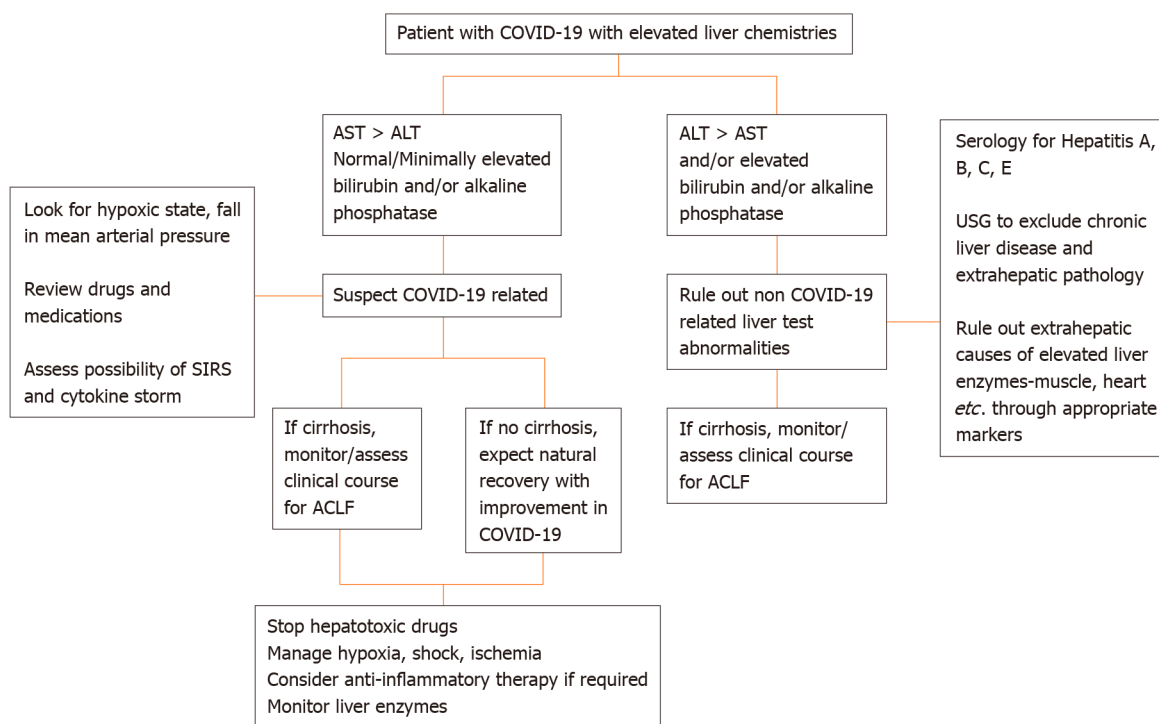 Patient with COVID-19 with elevated liver chemistries
AST > ALT
Normal/Minimally elevated
bilirubin and/or alkaline
phosphatase
ALT > AST
and/or elevated
bilirubin and/or alkaline
phosphatase
Serology for Hepatitis A,
B, C, E
USG to exclude chronic
liver disease and
extrahepatic pathology
Rule out extrahepatic
causes of elevated liver
enzymes-muscle, heart
etc. through appropriate
markers
Look for hypoxic state, fall
in mean arterial pressure
Review drugs and
medications
Assess possibility of SIRS
and cytokine storm
Suspect COVID-19 related
Rule out non COVID-19
related liver test
abnormalities
If cirrhosis,
monitor/assess
clinical course
for ACLF
If no cirrhosis,
expect natural
recovery with
improvement in
COVID-19
If cirrhosis, monitor/
assess clinical course
for ACLF
Stop hepatotoxic drugs
Manage hypoxia, shock, ischemia
Consider anti-inflammatory therapy if required
Monitor liver enzymes